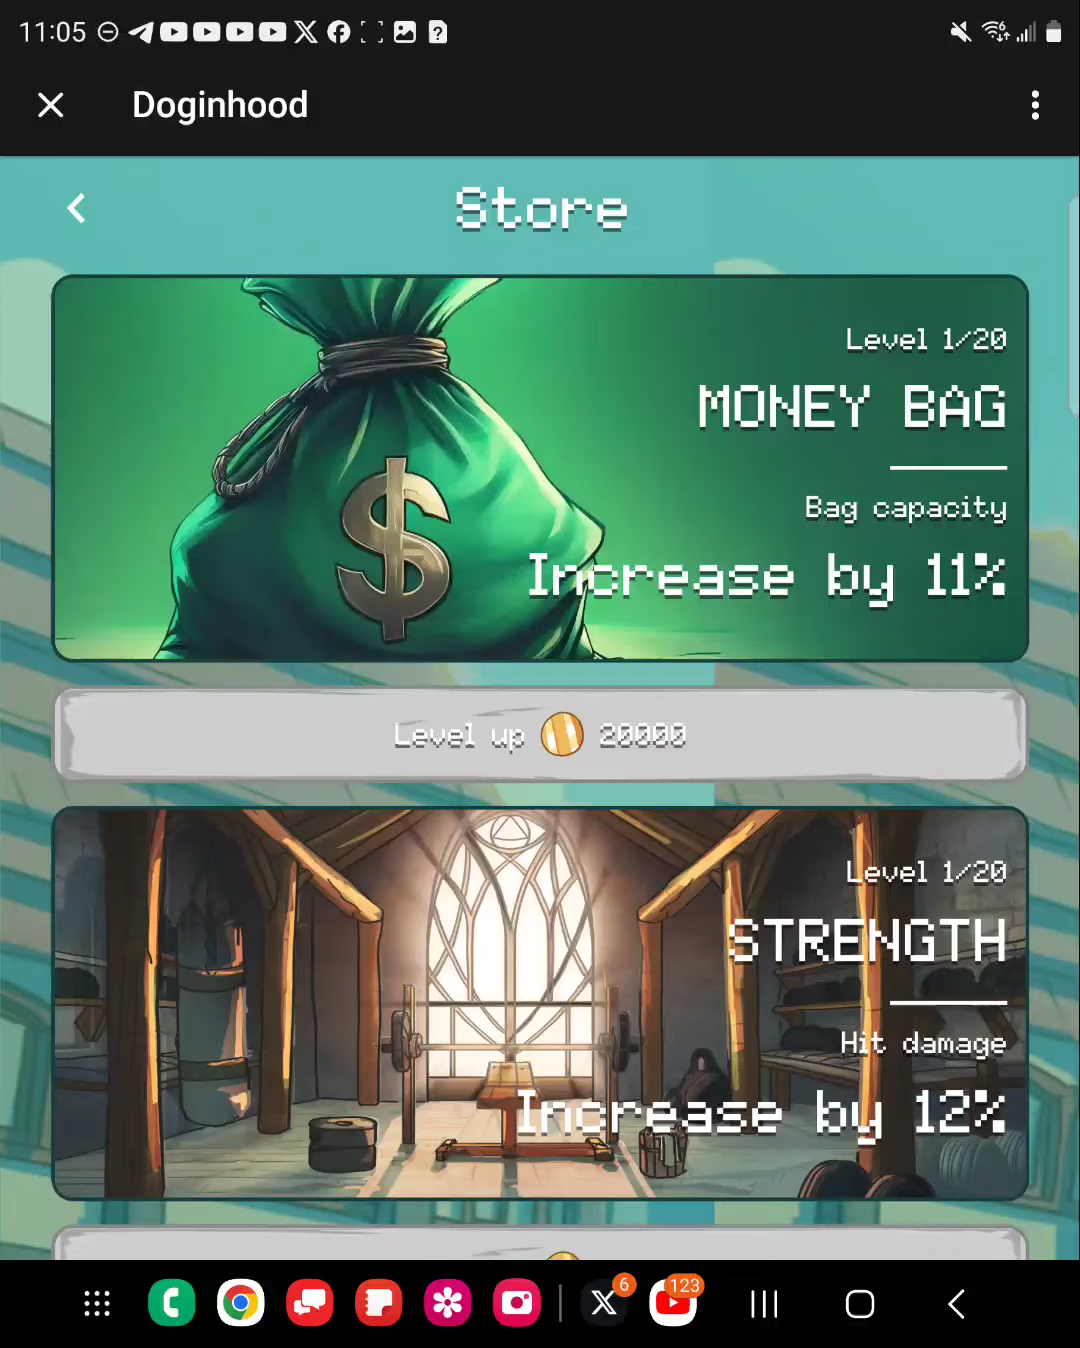 11:05
Doginhood
Store
Level 1/20
MONEY BAG
Bag capacity
Increase by 11%
Level up 20000
Level 1/20
STRENGTH
Hit damage
Increase by 12%
6
123